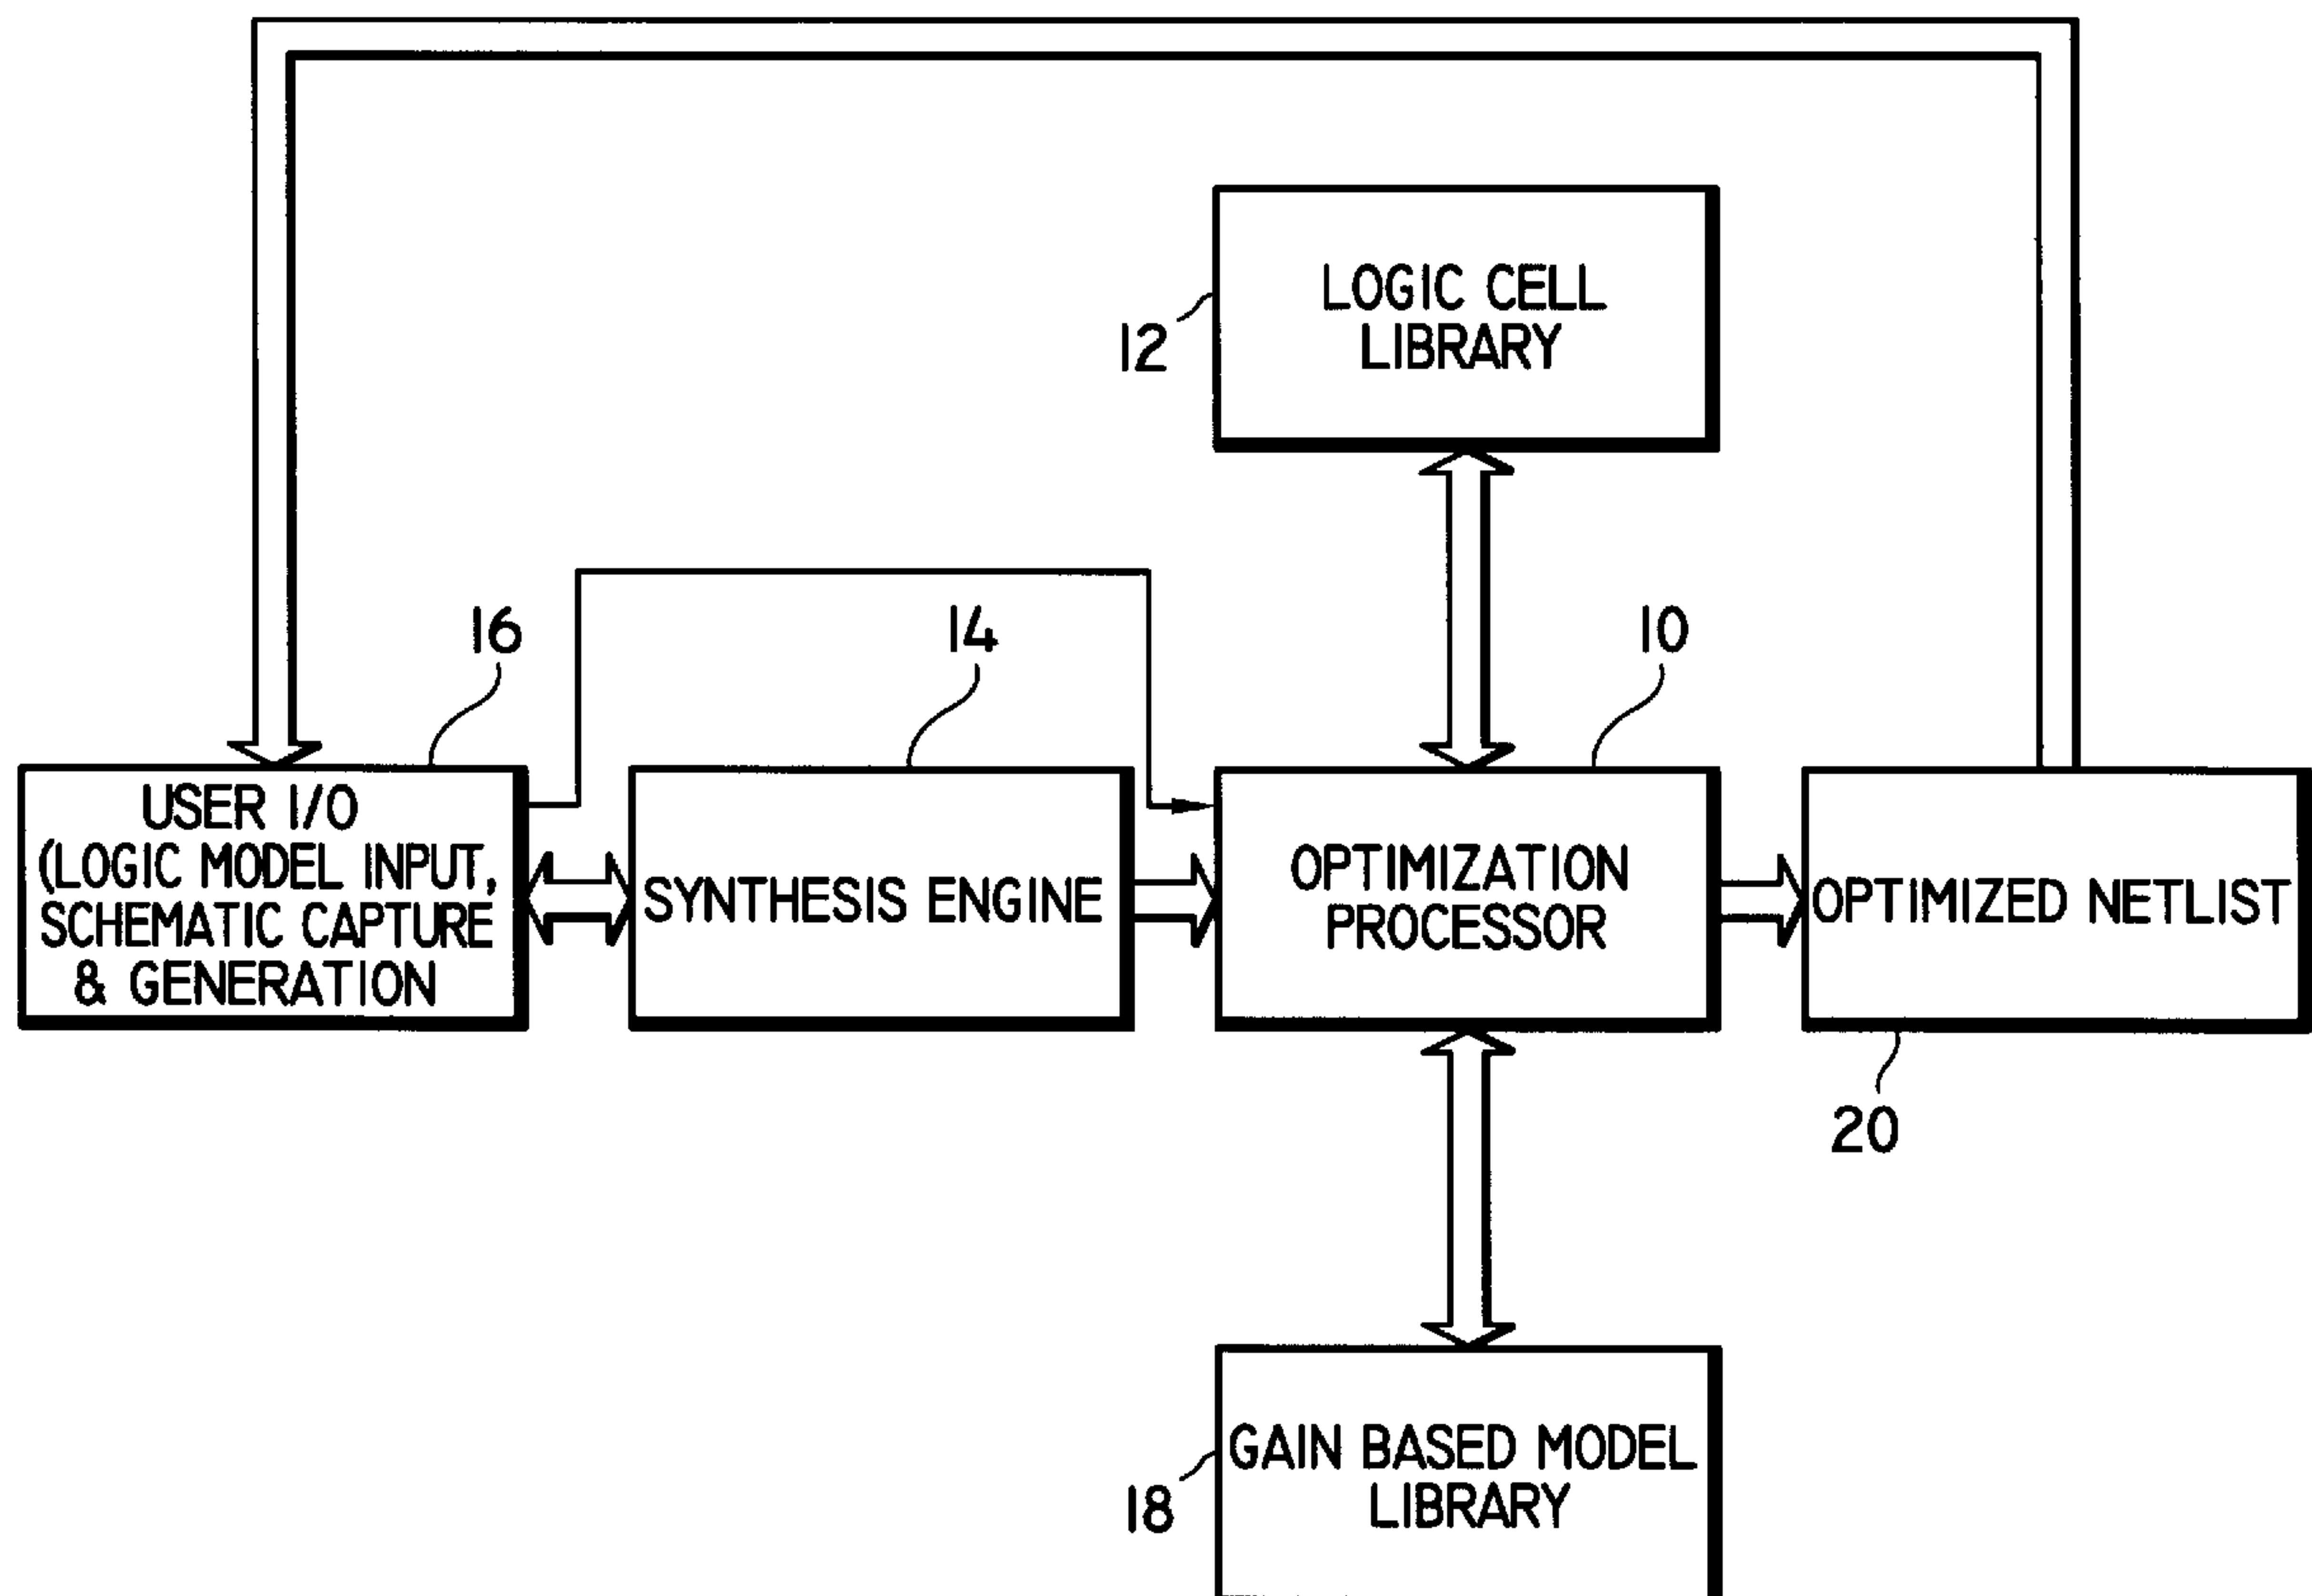 LOGIC CELL
LIBRARY
12
16
14
10
USER I/O
(LOGIC MODEL INPUT,
SCHEMATIC CAPTURE
& GENERATION
SYNTHESIS ENGINE
OPTIMIZATION
PROCESSOR
OPTIMIZED NETLIST
20
GAIN BASED MODEL
LIBRARY
18